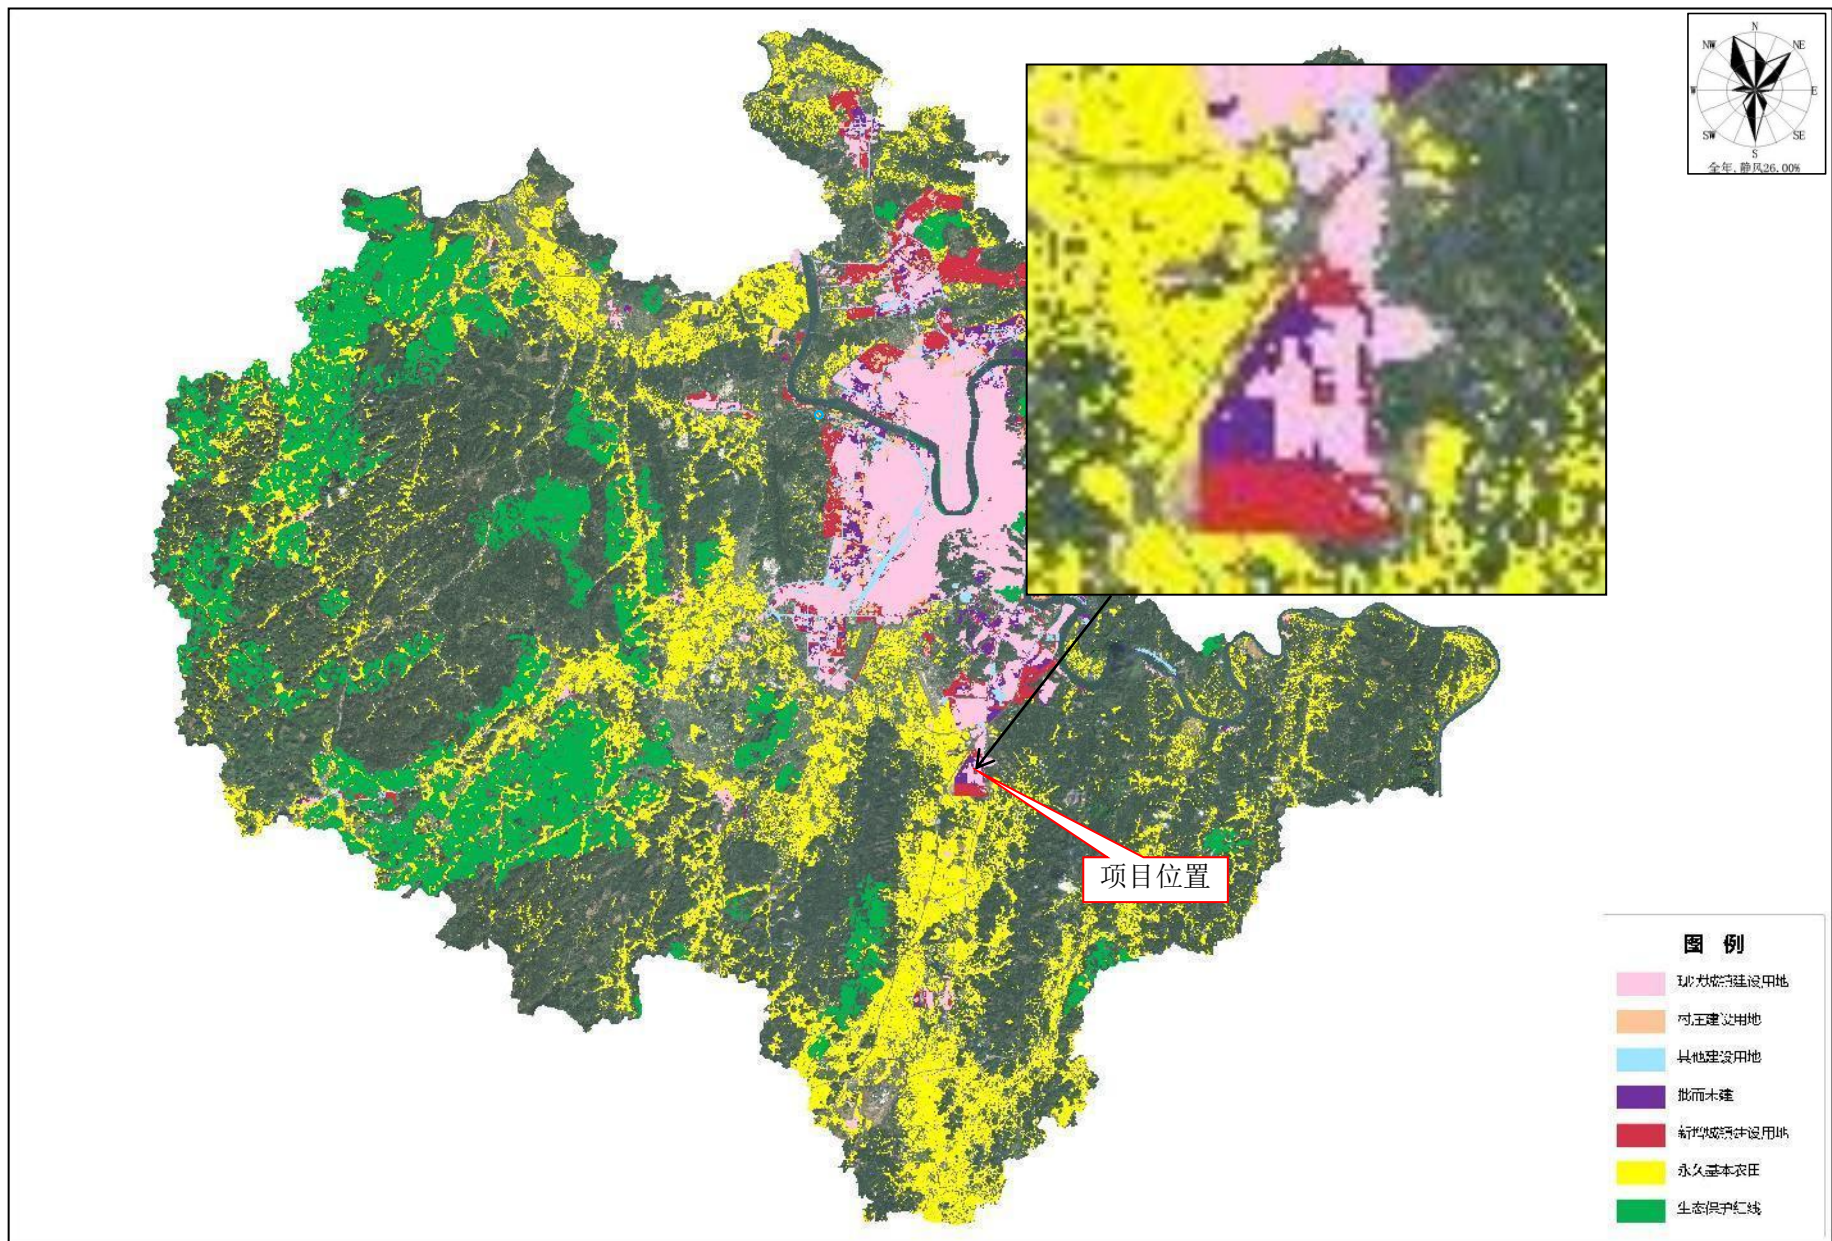 N
NW
NE
W
E
SW
SE
S
全年,静风26.00%
项目位置
图 例
现状城镇建设用地
村庄建设用地
其他建设用地
批而未建
新增城镇建设用地
永久基本农田
生态保护红线